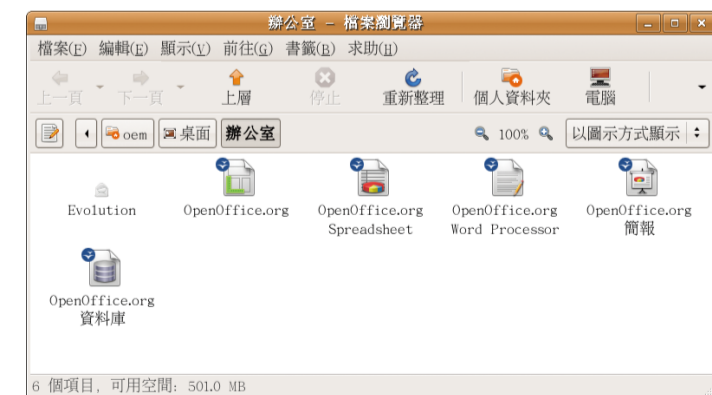 辦公室 – 檔案瀏覽器
檔案(F) 編輯(E) 顯示(V) 前往(G) 書籤(B) 求助(H)
上一頁 下一頁 上層 停止 重新整理 個人資料夾 電腦
oem 桌面 辦公室 100% 以圖示方式顯示
Evolution OpenOffice.org OpenOffice.org OpenOffice.org OpenOffice.org
Spreadsheet Word Processor 簡報
OpenOffice.org
資料庫
6 個項目, 可用空間: 501.0 MB